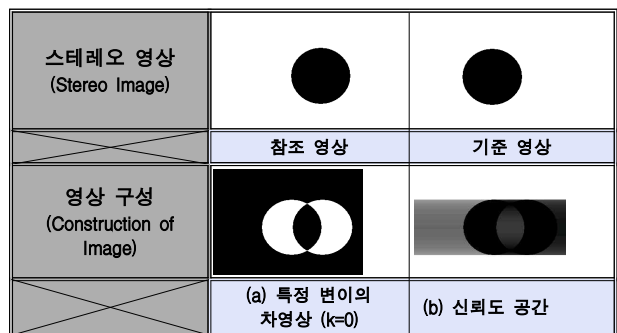 스테레오 영상
(Stereo Image)
참조 영상
기준 영상
영상 구성
(Construction of
Image)
(a) 특정 변이의
차영상 (k=0)
(b) 신뢰도 공간